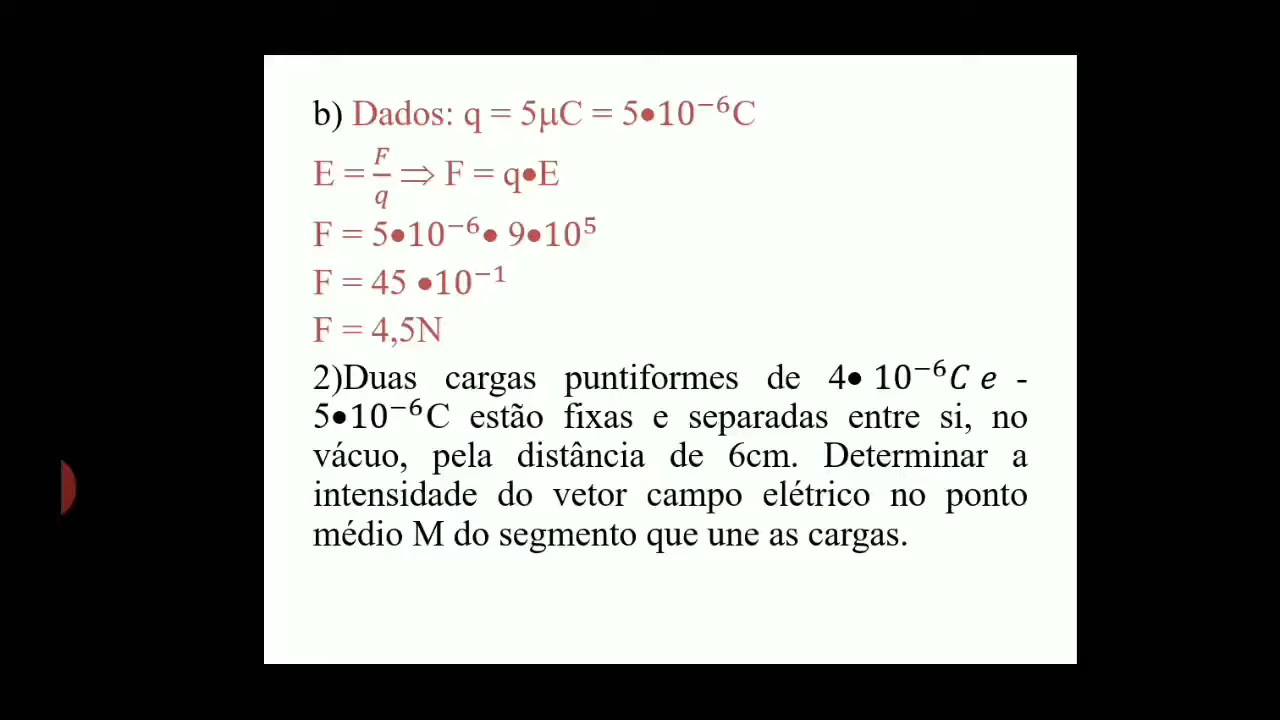 b) Dados: q = 5μC = 5•10⁻⁶C
E = F/q ⇒ F = q•E
F = 5•10⁻⁶• 9•10⁵
F = 45 •10⁻¹
F = 4,5N
2)Duas cargas puntiformes de 4• 10⁻⁶C e -
5•10⁻⁶C estão fixas e separadas entre si, no
vácuo, pela distância de 6cm. Determinar a
intensidade do vetor campo elétrico no ponto
médio M do segmento que une as cargas.